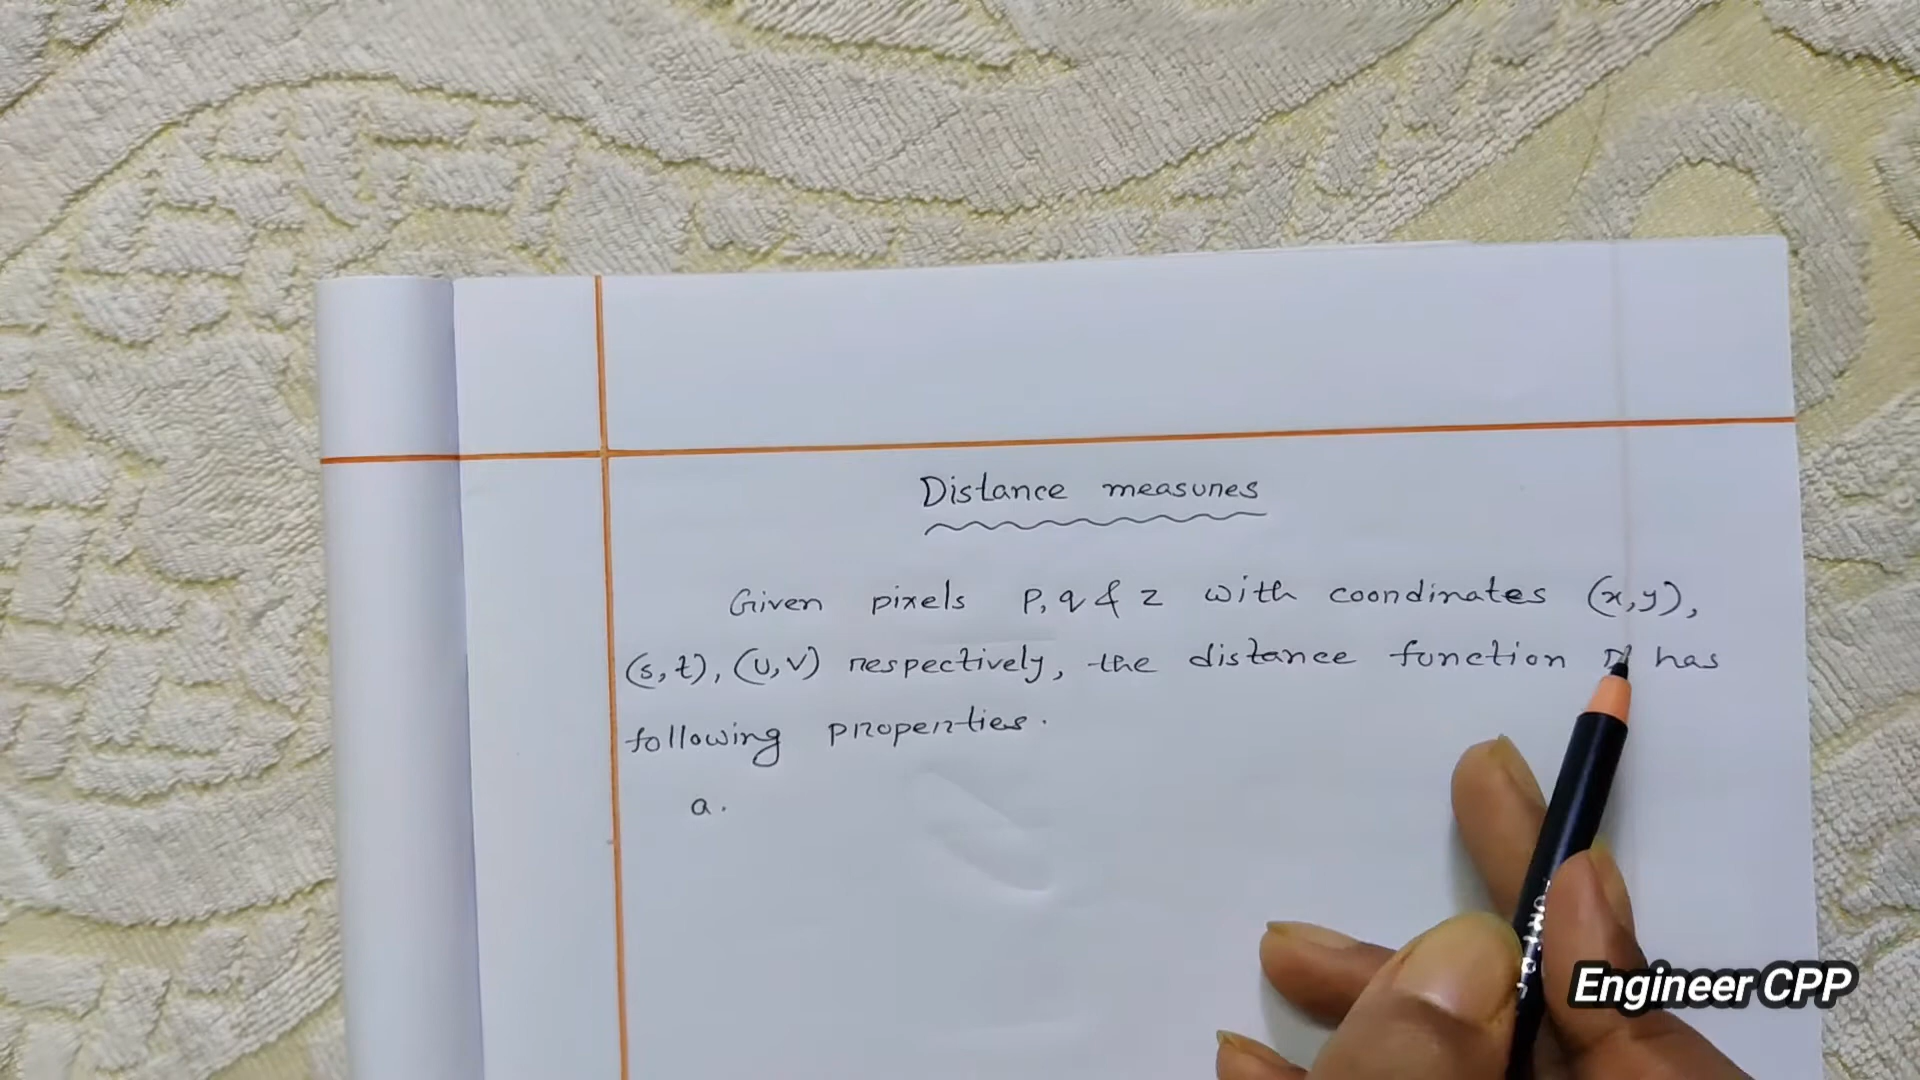 Distance measures
Given pixels p, q & z with coordinates (x,y),
(s,t), (u,v) respectively, the distance function D has
following properties.
a.
Engineer CPP